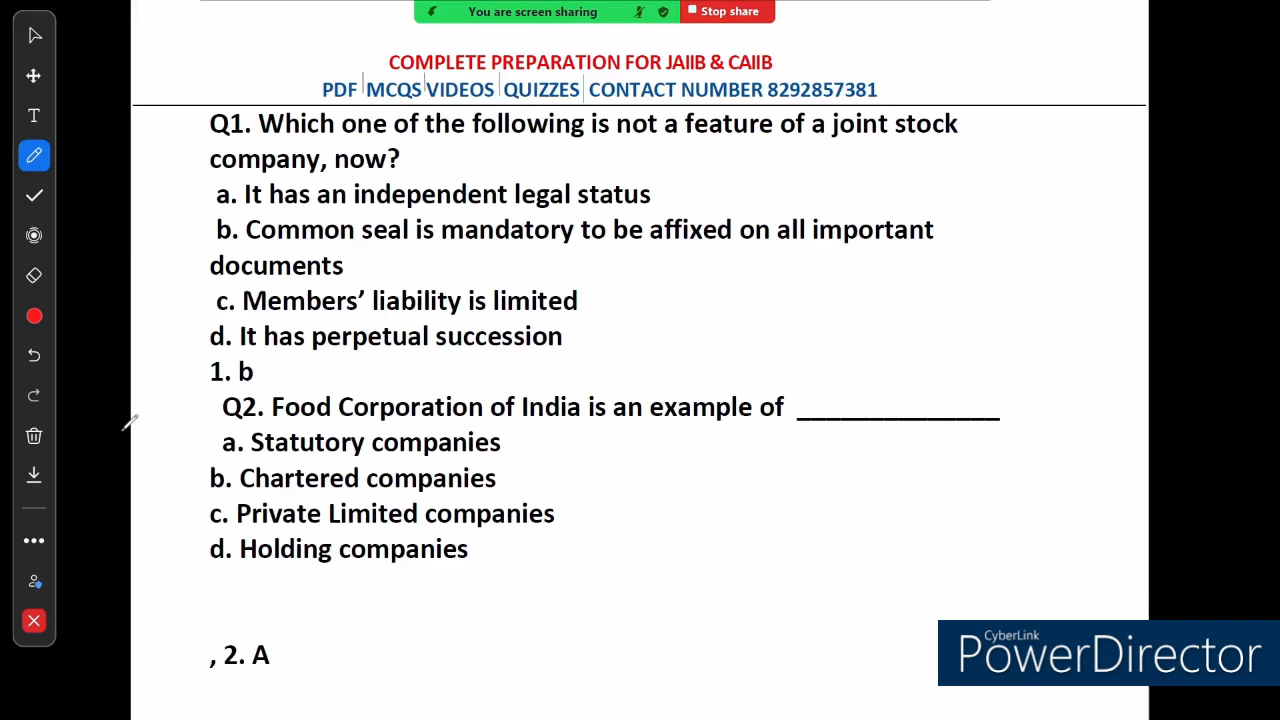 You are screen sharing Stop share
COMPLETE PREPARATION FOR JAIIB & CAIIB
PDF MCQS VIDEOS QUIZZES CONTACT NUMBER 8292857381
Q1. Which one of the following is not a feature of a joint stock
company, now?
a. It has an independent legal status
b. Common seal is mandatory to be affixed on all important
documents
c. Members’ liability is limited
d. It has perpetual succession
1. b
Q2. Food Corporation of India is an example of ______________
a. Statutory companies
b. Chartered companies
c. Private Limited companies
d. Holding companies
, 2. A
CyberLink
PowerDirector